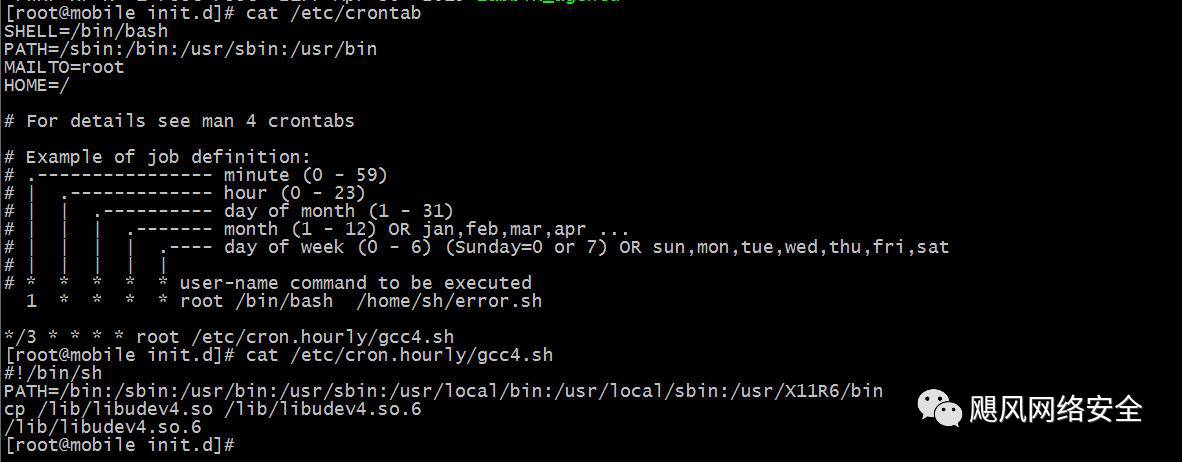 [root@mobile init.d]# cat /etc/crontab
SHELL=/bin/bash
PATH=/sbin:/bin:/usr/sbin:/usr/bin
MAILTO=root
HOME=/
# For details see man 4 crontabs
# Example of job definition:
# .---------------- minute (0 - 59)
# |  .------------- hour (0 - 23)
# |  |  .---------- day of month (1 - 31)
# |  |  |  .------- month (1 - 12) OR jan,feb,mar,apr ...
# |  |  |  |  .---- day of week (0 - 6) (Sunday=0 or 7) OR sun,mon,tue,wed,thu,fri,sat
# |  |  |  |  |
# *  *  *  *  * user-name command to be executed
  1  *  *  *  * root /bin/bash  /home/sh/error.sh
*/3 * * * * root /etc/cron.hourly/gcc4.sh
[root@mobile init.d]# cat /etc/cron.hourly/gcc4.sh
#!/bin/sh
PATH=/bin:/sbin:/usr/bin:/usr/sbin:/usr/local/bin:/usr/local/sbin:/usr/X11R6/bin
cp /lib/libudev4.so /lib/libudev4.so.6
/lib/libudev4.so.6
[root@mobile init.d]#
飓风网络安全